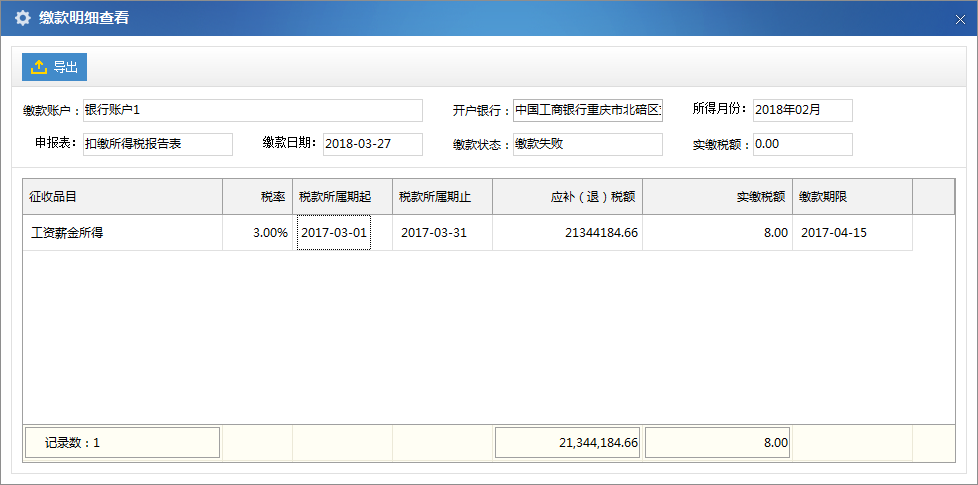 缴款明细查看
导出
缴款账户：银行账户1 开户银行：中国工商银行重庆市北碚区 所得月份：2018年02月
申报表：扣缴所得税报告表 缴款日期：2018-03-27 缴款状态：缴款失败 实缴税额：0.00
征收品目 税率 税款所属期起 税款所属期止 应补（退）税额 实缴税额 缴款期限
工资薪金所得 3.00% 2017-03-01 2017-03-31 21344184.66 8.00 2017-04-15
记录数：1 21,344,184.66 8.00